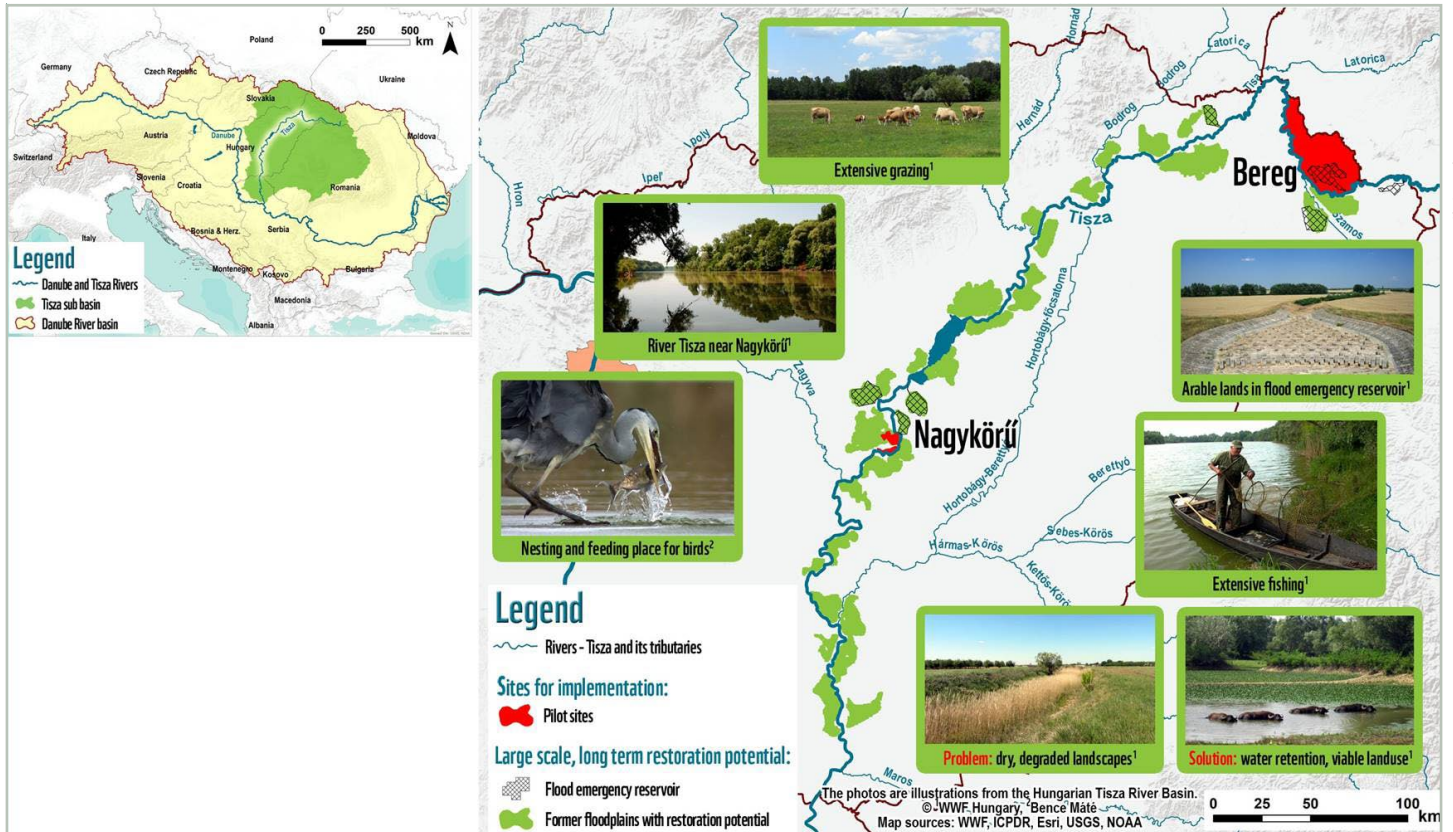 Poland
Germany
Czech Republic
Ukraine
Slovakia
Moldova
Austria
Danube
Tisza
Hungary
Switzerland
Slovenia
Romania
Croatia
Bosnia & Herz.
Serbia
Italy
Montenegro
Kosovo
Bulgaria
Macedonia
Albania
0 250 500
km
N
Legend
Danube and Tisza Rivers
Tisza sub basin
Danube River basin
Hornád
Latorica
Latorica
Bodrog
Bodrog
Tisa
Hernád
Ipoly
Ipeľ
Hron
Extensive grazing¹
Bereg
Tisza
Szamos
River Tisza near Nagykörű¹
Hortobágy-főcsatorna
Arable lands in flood emergency reservoir¹
Zagyva
Nagykörű
Nesting and feeding place for birds²
Hortobágy-Berettyó
Berettyó
Sebes-Körös
Hármas-Körös
Kettős-Körös
Extensive fishing¹
Legend
Rivers - Tisza and its tributaries
Sites for implementation:
Pilot sites
Large scale, long term restoration potential:
Flood emergency reservoir
Former floodplains with restoration potential
Problem: dry, degraded landscapes¹
Solution: water retention, viable landuse¹
Maros
The photos are illustrations from the Hungarian Tisza River Basin.
© ¹WWF Hungary, ²Bence Máté
Map sources: WWF, ICPDR, Esri, USGS, NOAA
0 25 50 100
km